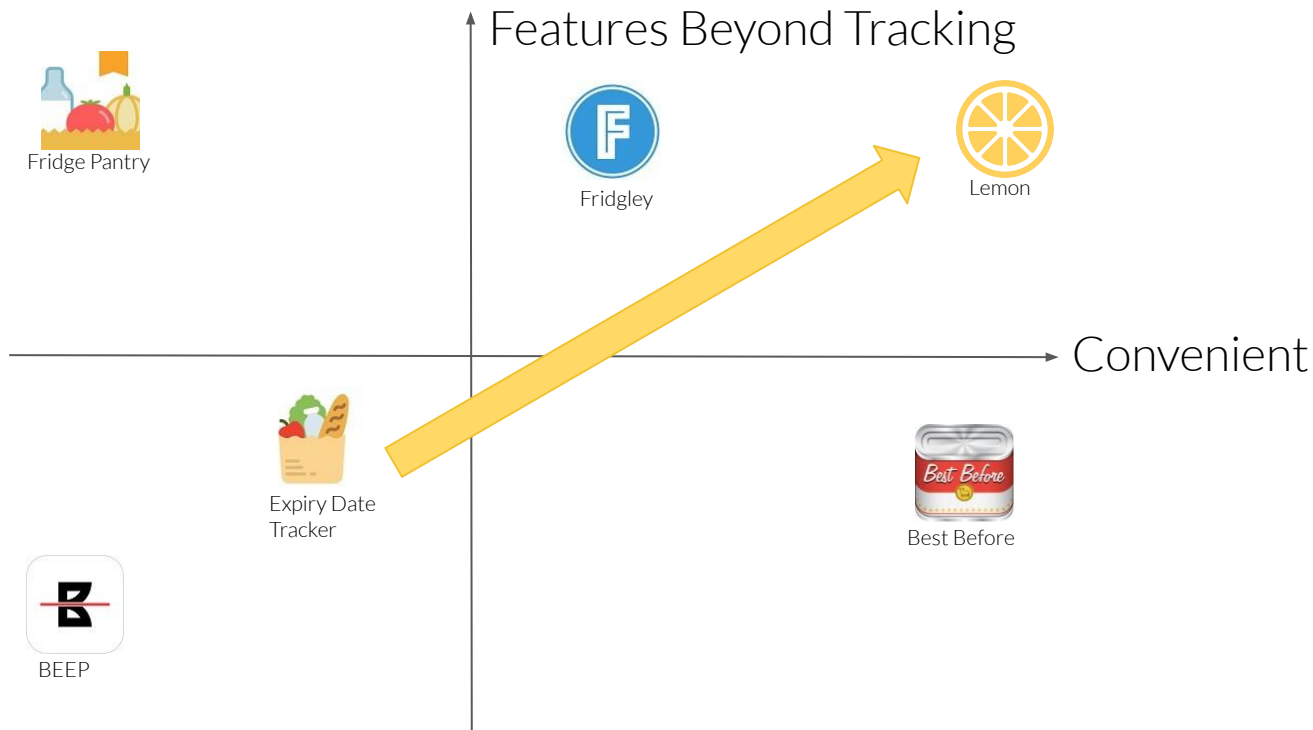 Features Beyond Tracking
Fridge Pantry
Fridgley
Lemon
Convenient
Expiry Date
Tracker
Best Before
Best Before
BEEP